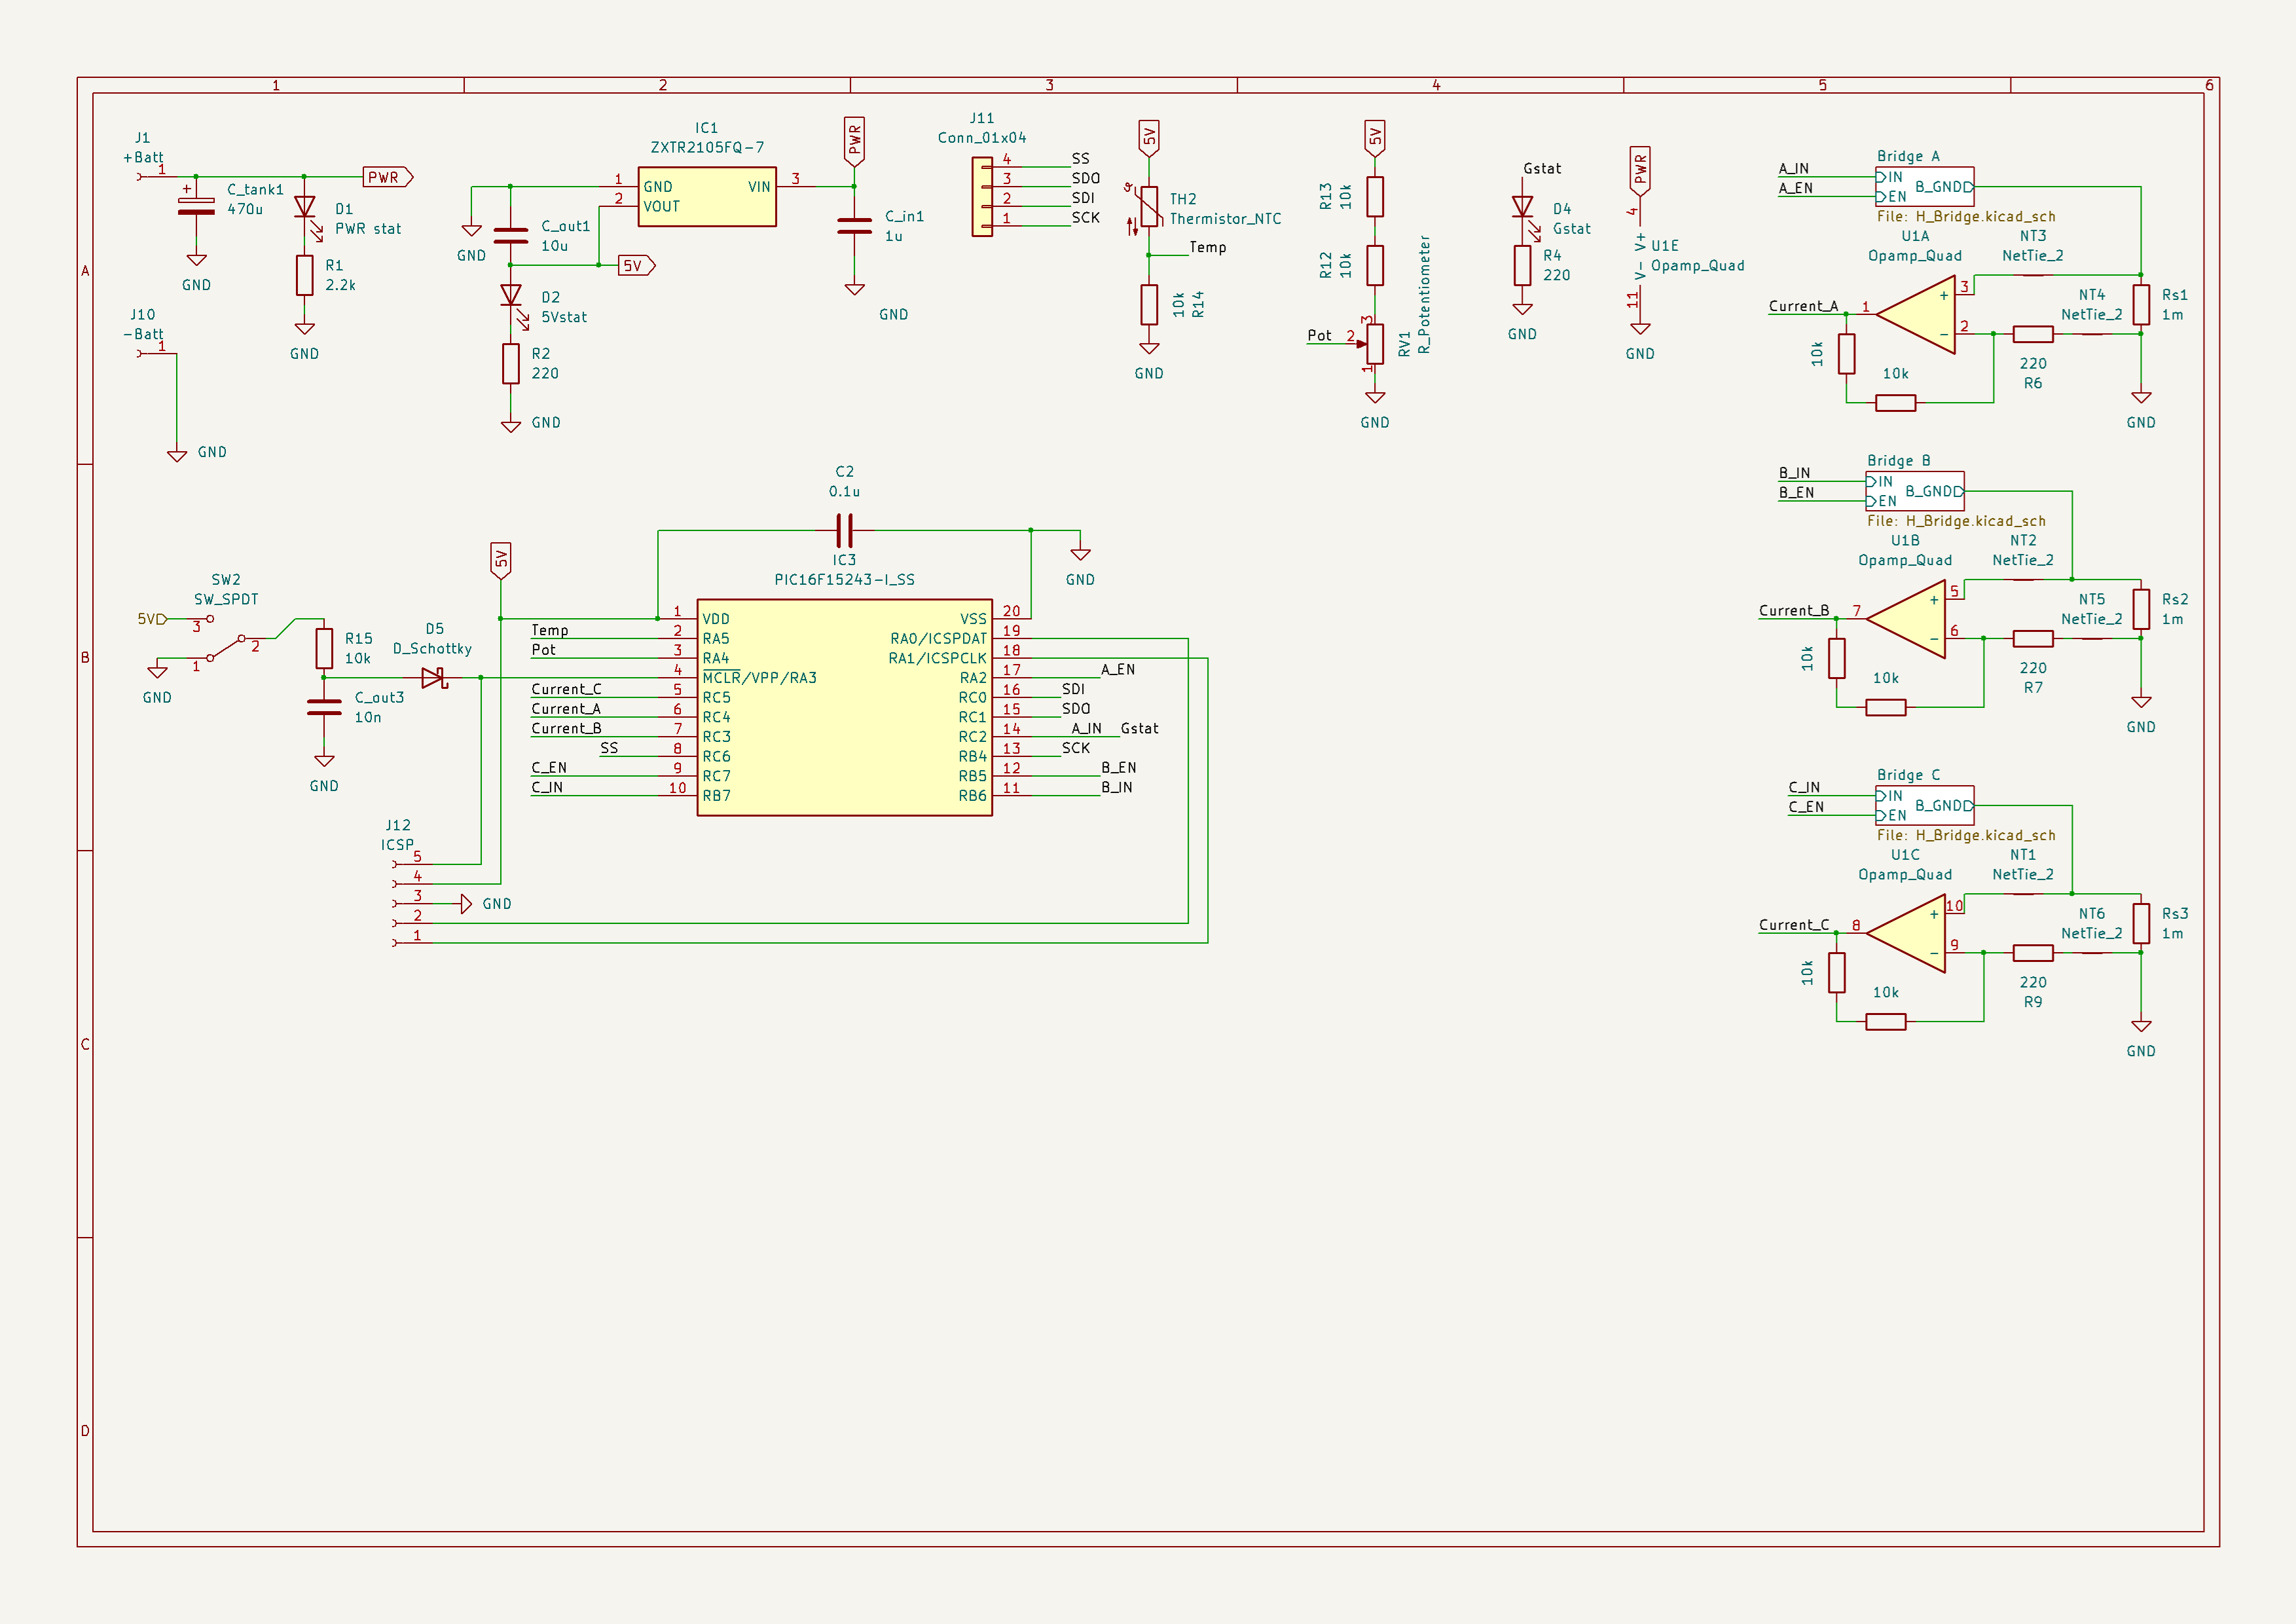 1 2 3 4 5 6
A
B
C
D
J1
+Batt
1
+
C_tank1
470u
GND
D1
PWR stat
R1
2.2k
GND
PWR
J10
-Batt
1
GND
IC1
ZXTR2105FQ-7
1 GND
2 VOUT
VIN 3
GND
C_out1
10u
5V
D2
5Vstat
R2
220
GND
PWR
C_in1
1u
GND
J11
Conn_01x04
4 SS
3 SDO
2 SDI
1 SCK
5V
TH2
Thermistor_NTC
Temp
10k
R14
GND
5V
R13
10k
R12
10k
Pot
2
3
1
RV1
R_Potentiometer
GND
Gstat
D4
Gstat
R4
220
GND
PWR
4
V+
V-
11
U1E
Opamp_Quad
GND
Bridge A
A_IN IN
A_EN EN
B_GND
File: H_Bridge.kicad_sch
U1A
Opamp_Quad
NT3
NetTie_2
Current_A
1
3 +
2 −
NT4
NetTie_2
Rs1
1m
10k
10k
220
R6
GND
Bridge B
B_IN IN
B_EN EN
B_GND
File: H_Bridge.kicad_sch
U1B
Opamp_Quad
NT2
NetTie_2
Current_B
7
5 +
6 −
NT5
NetTie_2
Rs2
1m
10k
10k
220
R7
GND
Bridge C
C_IN IN
C_EN EN
B_GND
File: H_Bridge.kicad_sch
U1C
Opamp_Quad
NT1
NetTie_2
Current_C
8
10 +
9 −
NT6
NetTie_2
Rs3
1m
10k
10k
220
R9
GND
C2
0.1u
GND
IC3
PIC16F15243-I_SS
5V
1 VDD
Temp 2 RA5
Pot 3 RA4
4 MCLR/VPP/RA3
Current_C 5 RC5
Current_A 6 RC4
Current_B 7 RC3
SS 8 RC6
C_EN 9 RC7
C_IN 10 RB7
VSS 20
RA0/ICSPDAT 19
RA1/ICSPCLK 18
RA2 17 A_EN
RC0 16 SDI
RC1 15 SDO
RC2 14 A_IN Gstat
RB4 13 SCK
RB5 12 B_EN
RB6 11 B_IN
SW2
SW_SPDT
5V
3
2
1
GND
R15
10k
D5
D_Schottky
C_out3
10n
GND
J12
ICSP
5
4
3 GND
2
1